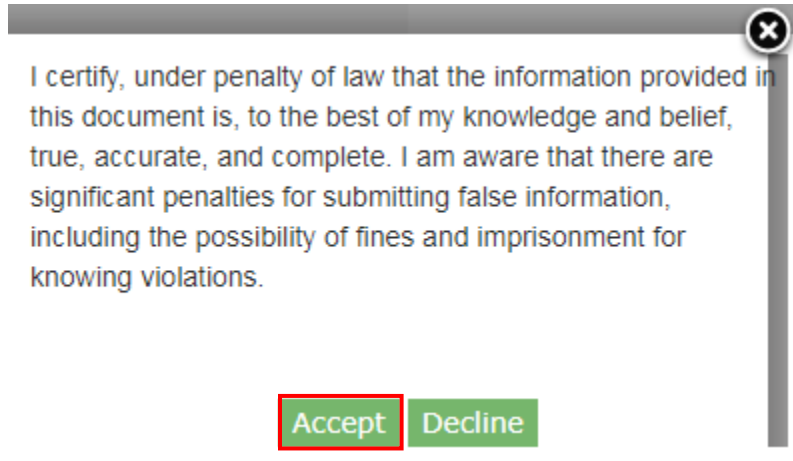 I certify, under penalty of law that the information provided in
this document is, to the best of my knowledge and belief,
true, accurate, and complete. I am aware that there are
significant penalties for submitting false information,
including the possibility of fines and imprisonment for
knowing violations.
Accept Decline